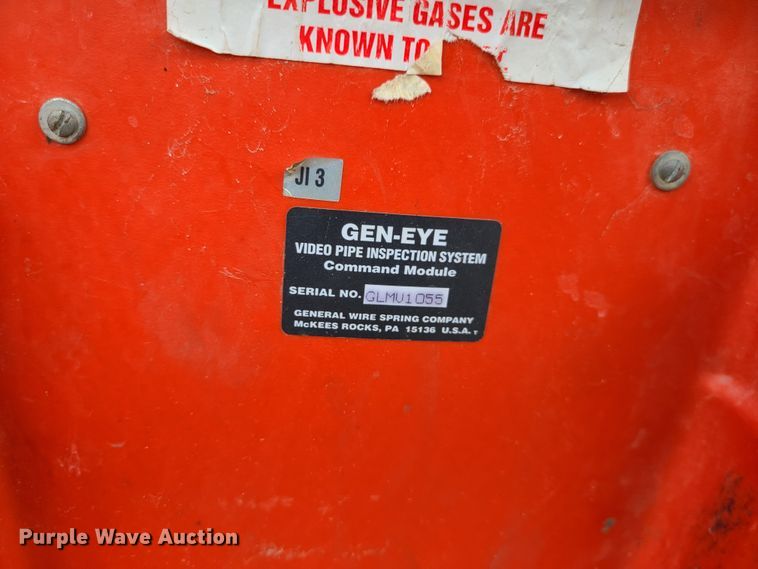 EXPLOSIVE GASES ARE
KNOWN TO
JI 3
GEN-EYE
VIDEO PIPE INSPECTION SYSTEM
Command Module
SERIAL NO. GLMV1055
GENERAL WIRE SPRING COMPANY
McKEES ROCKS, PA 15136 U.S.A. T
Purple Wave Auction